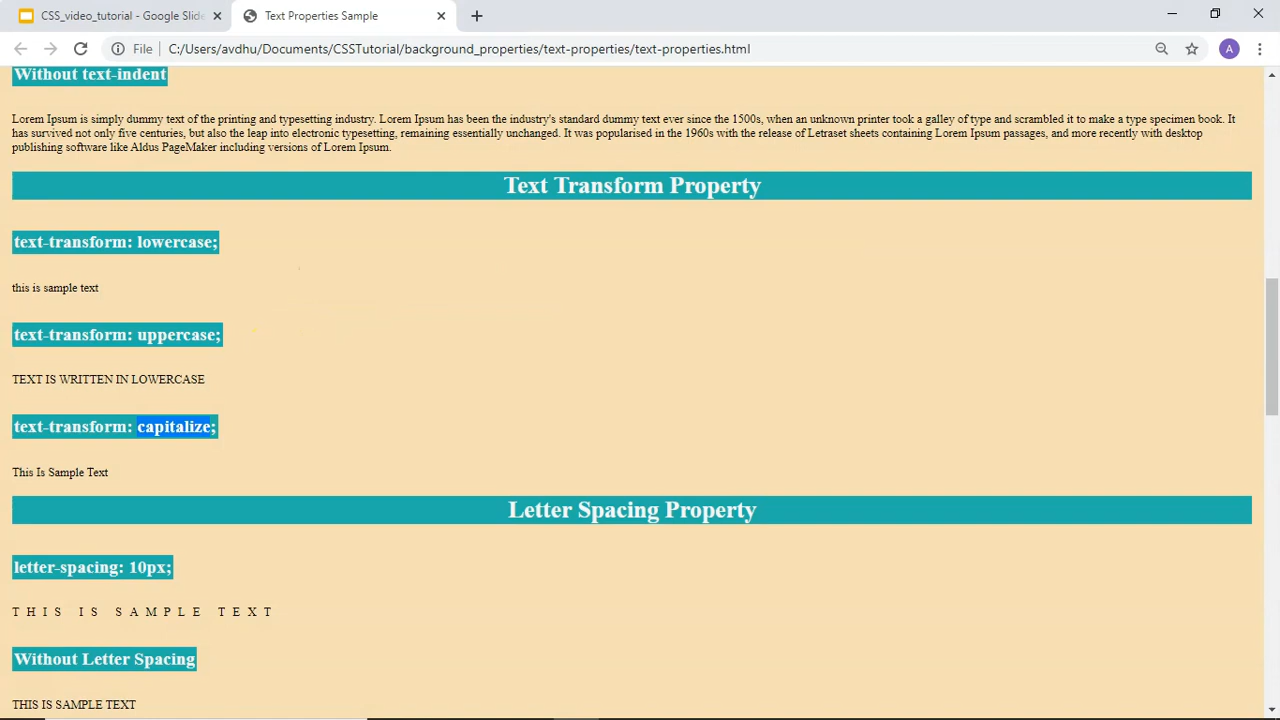 CSS_video_tutorial - Google Slide
Text Properties Sample
File
C:/Users/avdhu/Documents/CSSTutorial/background_properties/text-properties/text-properties.html
A
Without text-indent
Lorem Ipsum is simply dummy text of the printing and typesetting industry. Lorem Ipsum has been the industry's standard dummy text ever since the 1500s, when an unknown printer took a galley of type and scrambled it to make a type specimen book. It
has survived not only five centuries, but also the leap into electronic typesetting, remaining essentially unchanged. It was popularised in the 1960s with the release of Letraset sheets containing Lorem Ipsum passages, and more recently with desktop
publishing software like Aldus PageMaker including versions of Lorem Ipsum.
Text Transform Property
text-transform: lowercase;
this is sample text
text-transform: uppercase;
TEXT IS WRITTEN IN LOWERCASE
text-transform: capitalize;
This Is Sample Text
Letter Spacing Property
letter-spacing: 10px;
THIS IS SAMPLE TEXT
Without Letter Spacing
THIS IS SAMPLE TEXT